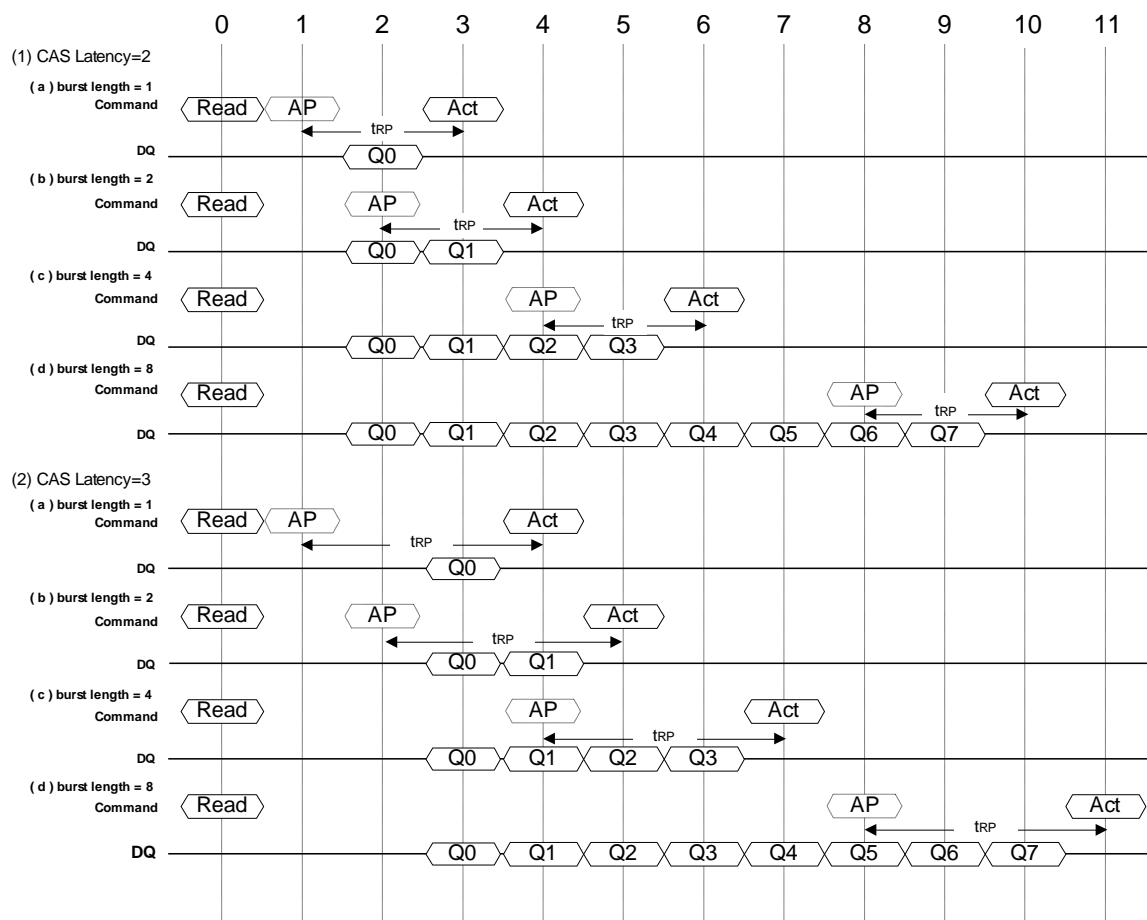 0 1 2 3 4 5 6 7 8 9 10 11
(1) CAS Latency=2
( a ) burst length = 1
Command Read AP Act
tRP
DQ Q0
( b ) burst length = 2
Command Read AP Act
tRP
DQ Q0 Q1
( c ) burst length = 4
Command Read AP Act
tRP
DQ Q0 Q1 Q2 Q3
( d ) burst length = 8
Command Read AP Act
tRP
DQ Q0 Q1 Q2 Q3 Q4 Q5 Q6 Q7
(2) CAS Latency=3
( a ) burst length = 1
Command Read AP Act
tRP
DQ Q0
( b ) burst length = 2
Command Read AP Act
tRP
DQ Q0 Q1
( c ) burst length = 4
Command Read AP Act
tRP
DQ Q0 Q1 Q2 Q3
( d ) burst length = 8
Command Read AP Act
tRP
DQ Q0 Q1 Q2 Q3 Q4 Q5 Q6 Q7